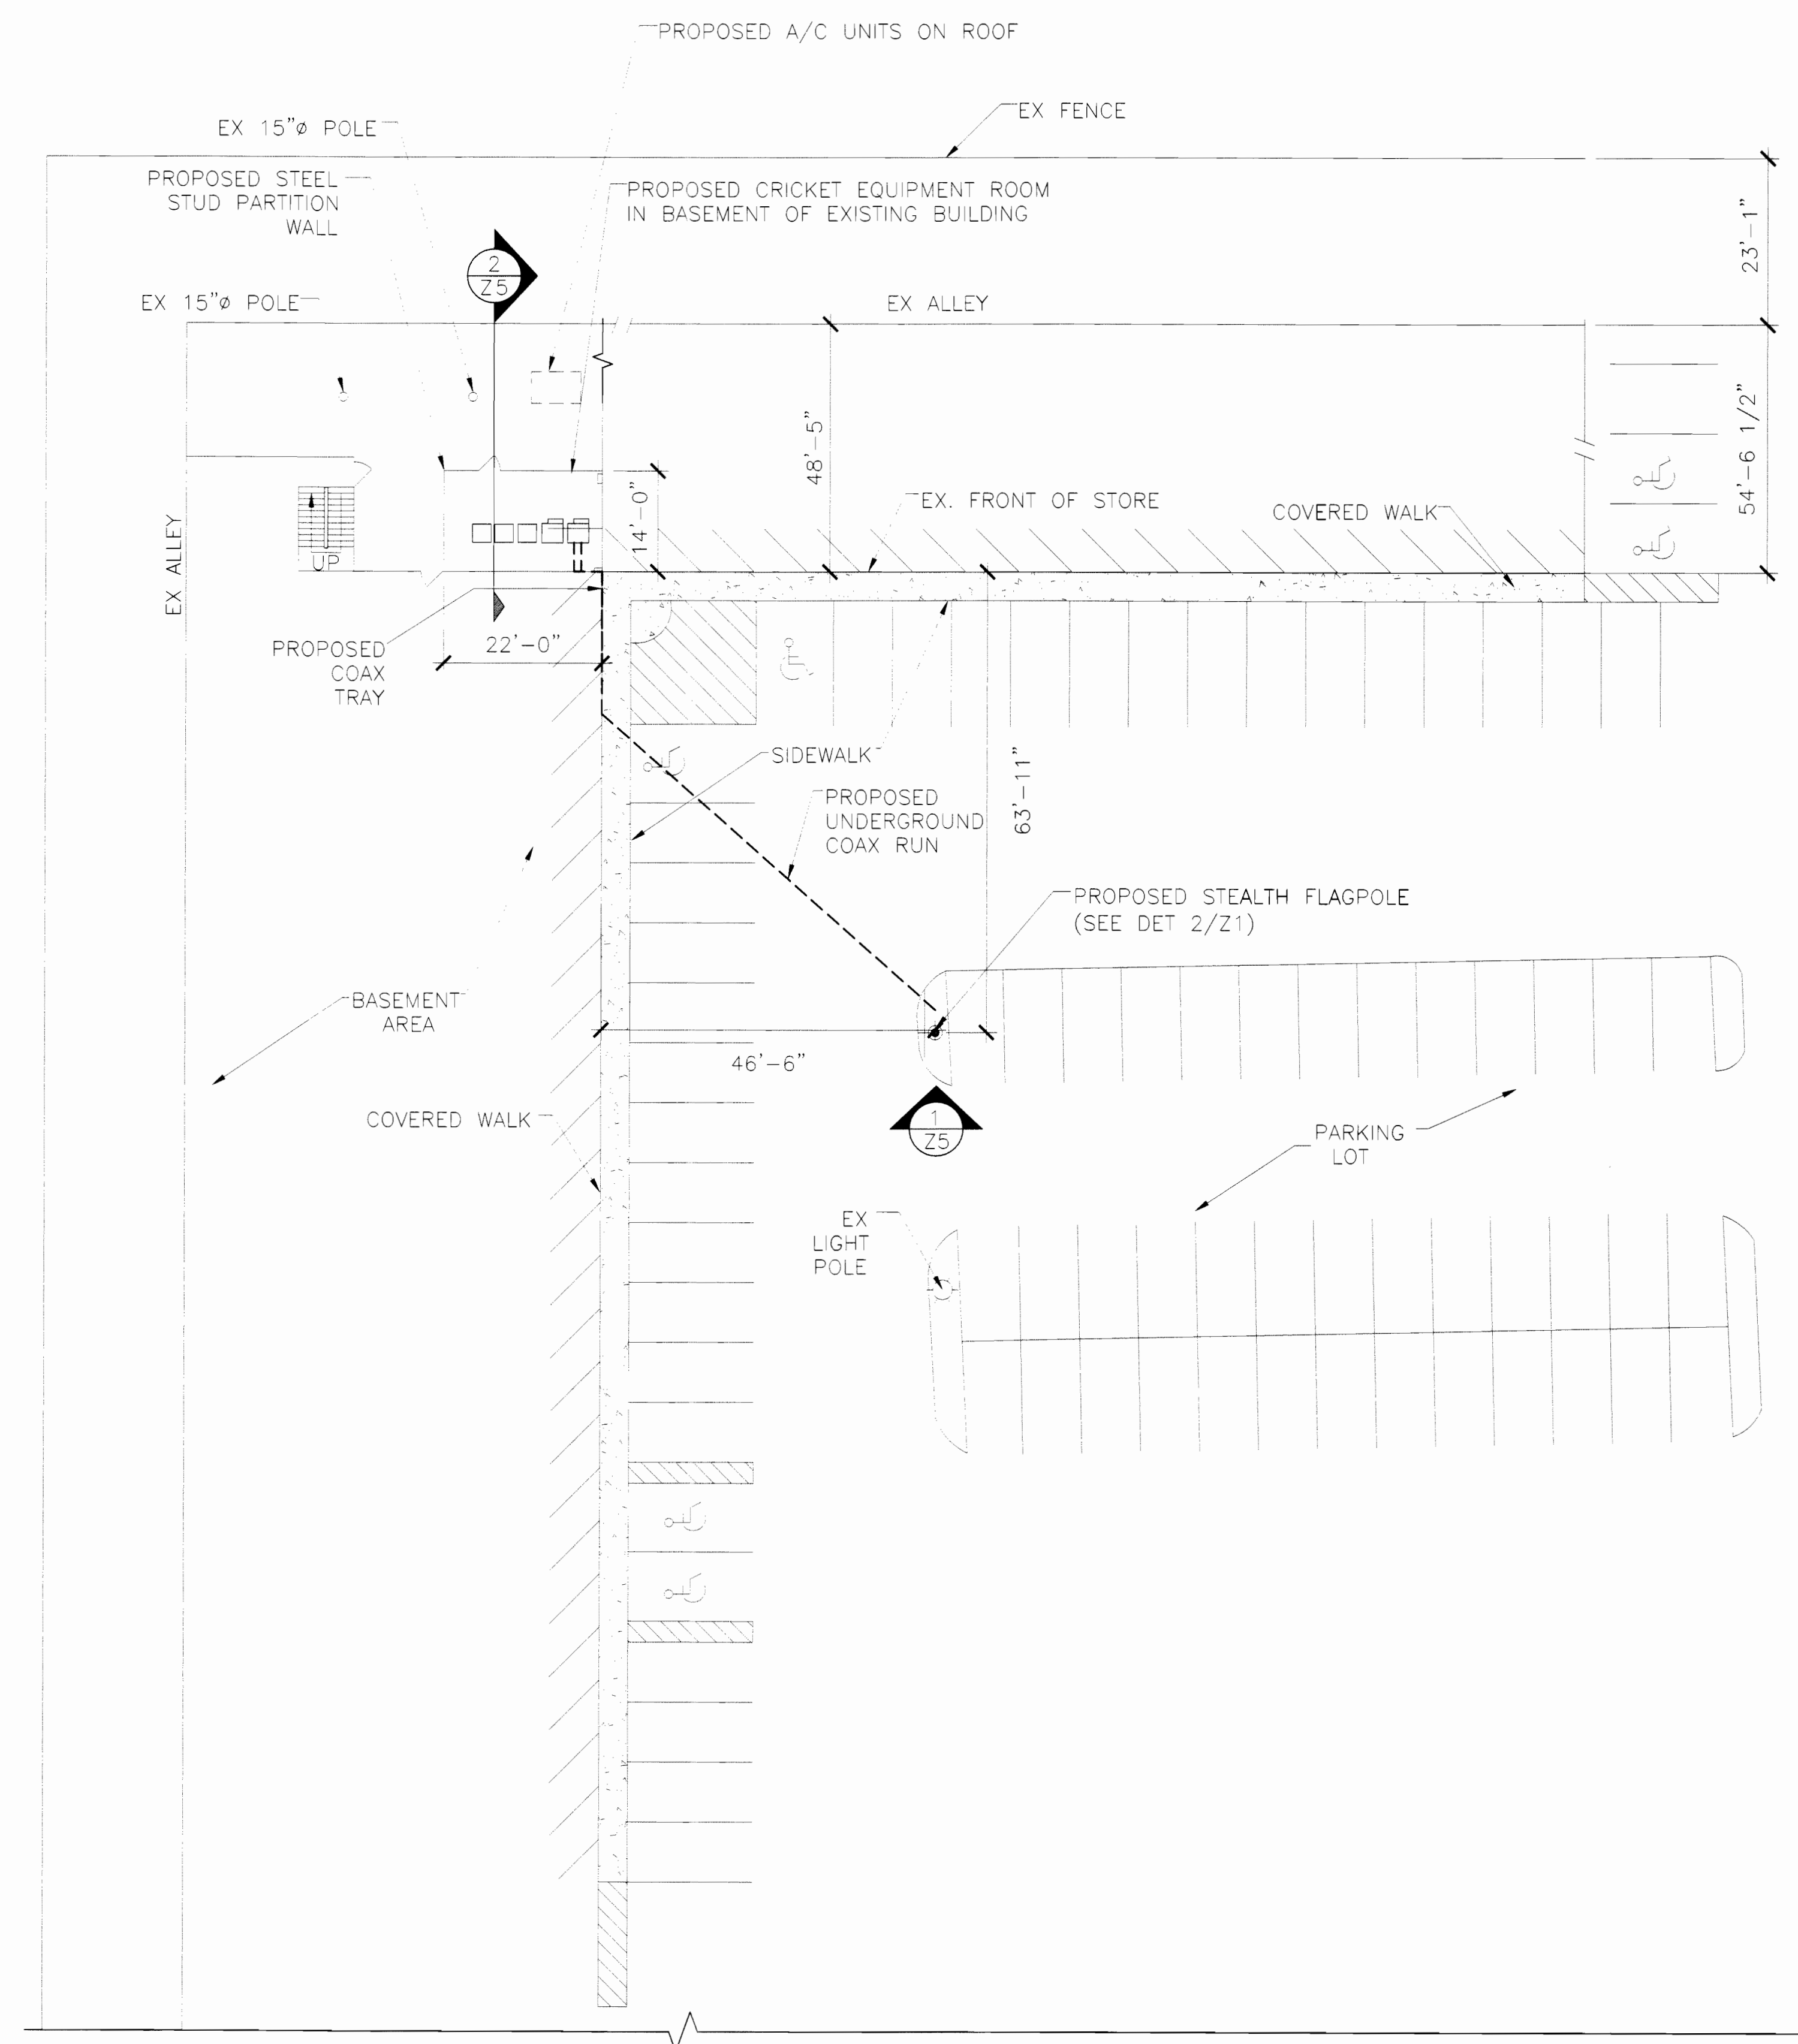 PROPOSED A/C UNITS ON ROOF
EX FENCE
EX 15"ø POLE
PROPOSED STEEL
STUD PARTITION
WALL
PROPOSED CRICKET EQUIPMENT ROOM
IN BASEMENT OF EXISTING BUILDING
23'-1"
2
Z5
EX 15"ø POLE
EX ALLEY
48'-5"
54'-6 1/2"
14'-0"
EX. FRONT OF STORE
COVERED WALK
EX ALLEY
UP
PROPOSED
COAX
TRAY
22'-0"
SIDEWALK
63'-11"
PROPOSED
UNDERGROUND
COAX RUN
PROPOSED STEALTH FLAGPOLE
(SEE DET 2/Z1)
BASEMENT
AREA
46'-6"
COVERED WALK
1
Z5
PARKING
LOT
EX
LIGHT
POLE